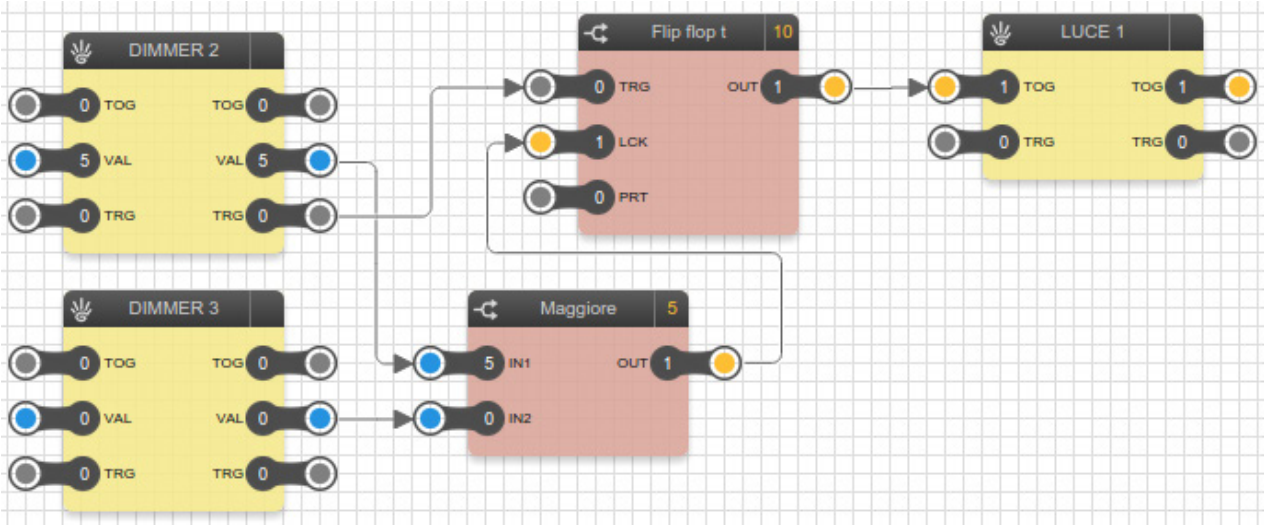 DIMMER 2
0 TOG TOG 0
5 VAL VAL 5
0 TRG TRG 0
Flip flop t 10
0 TRG OUT 1
1 LCK
0 PRT
LUCE 1
1 TOG TOG 1
0 TRG TRG 0
DIMMER 3
0 TOG TOG 0
0 VAL VAL 0
0 TRG TRG 0
Maggiore 5
5 IN1 OUT 1
0 IN2